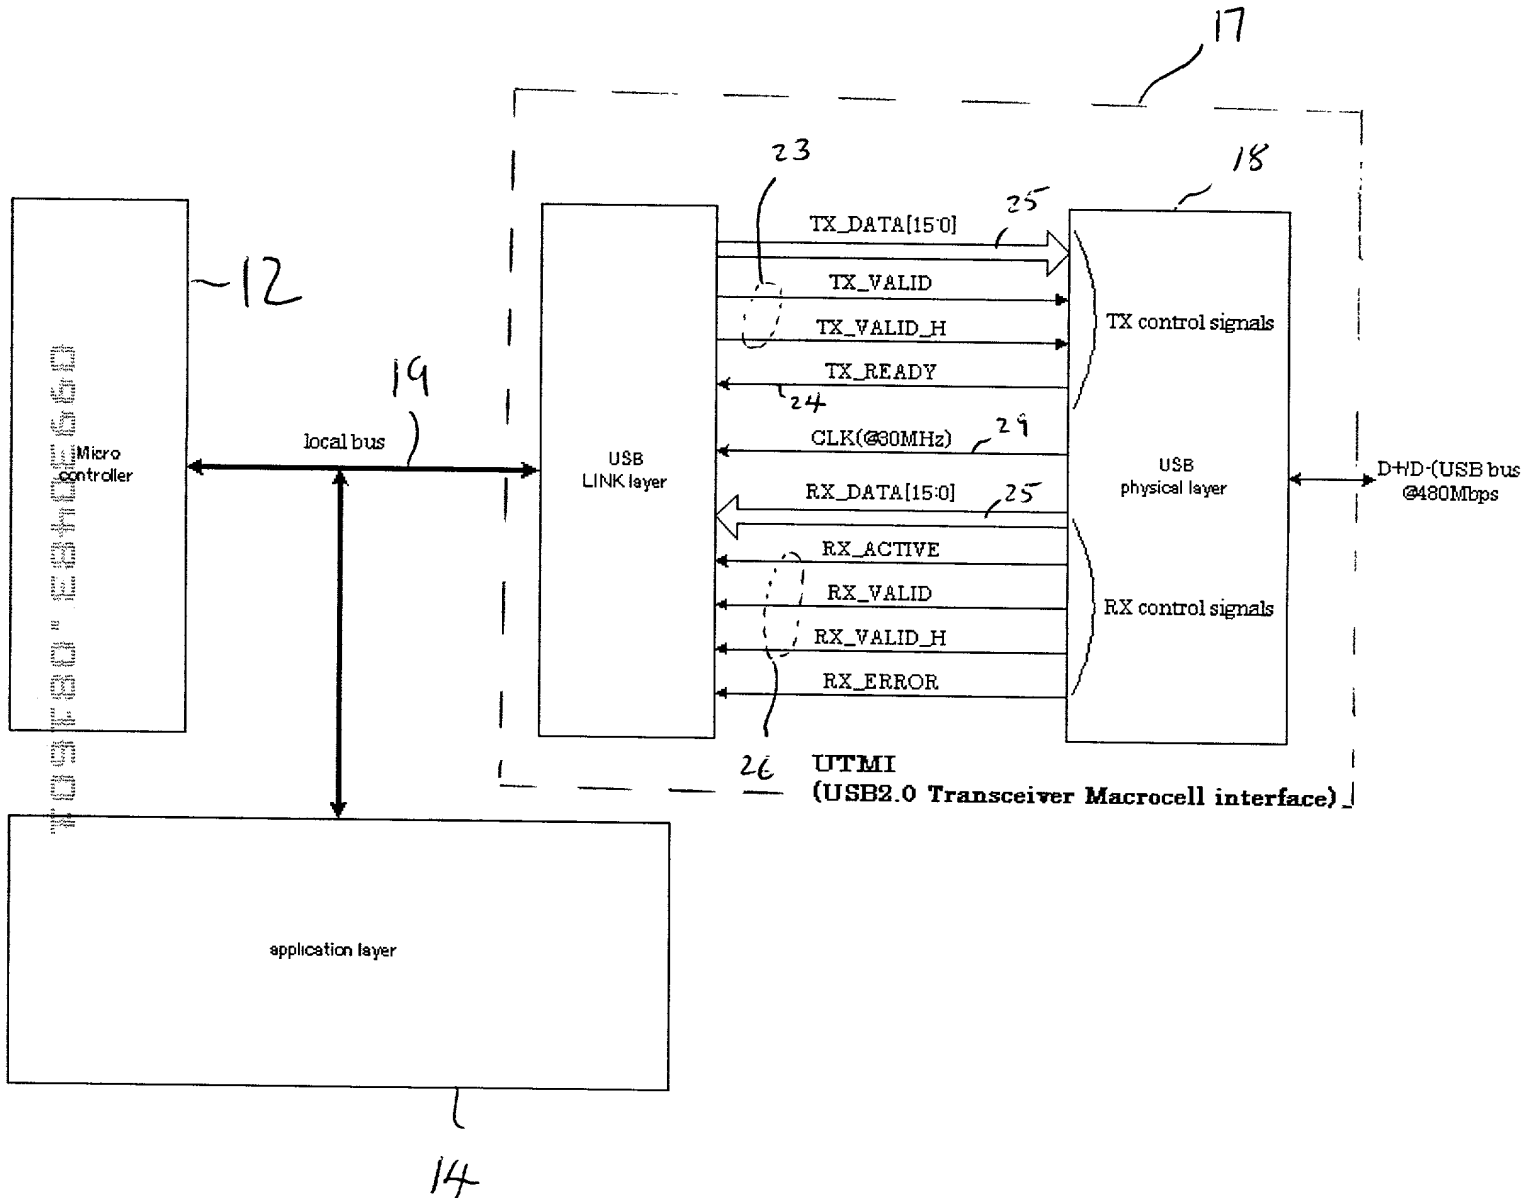 17
23
18
TX_DATA[15:0]
25
12
TX_VALID
TX_VALID_H
TX control signals
TX_READY
24
19
local bus
CLK(@30MHz)
29
Micro
controller
USB
LINK layer
USB
physical layer
D+/D-(USB bus
@480Mbps
RX_DATA[15:0]
25
RX_ACTIVE
RX_VALID
RX control signals
RX_VALID_H
RX_ERROR
26
UTMI
(USB2.0 Transceiver Macrocell interface)
application layer
14